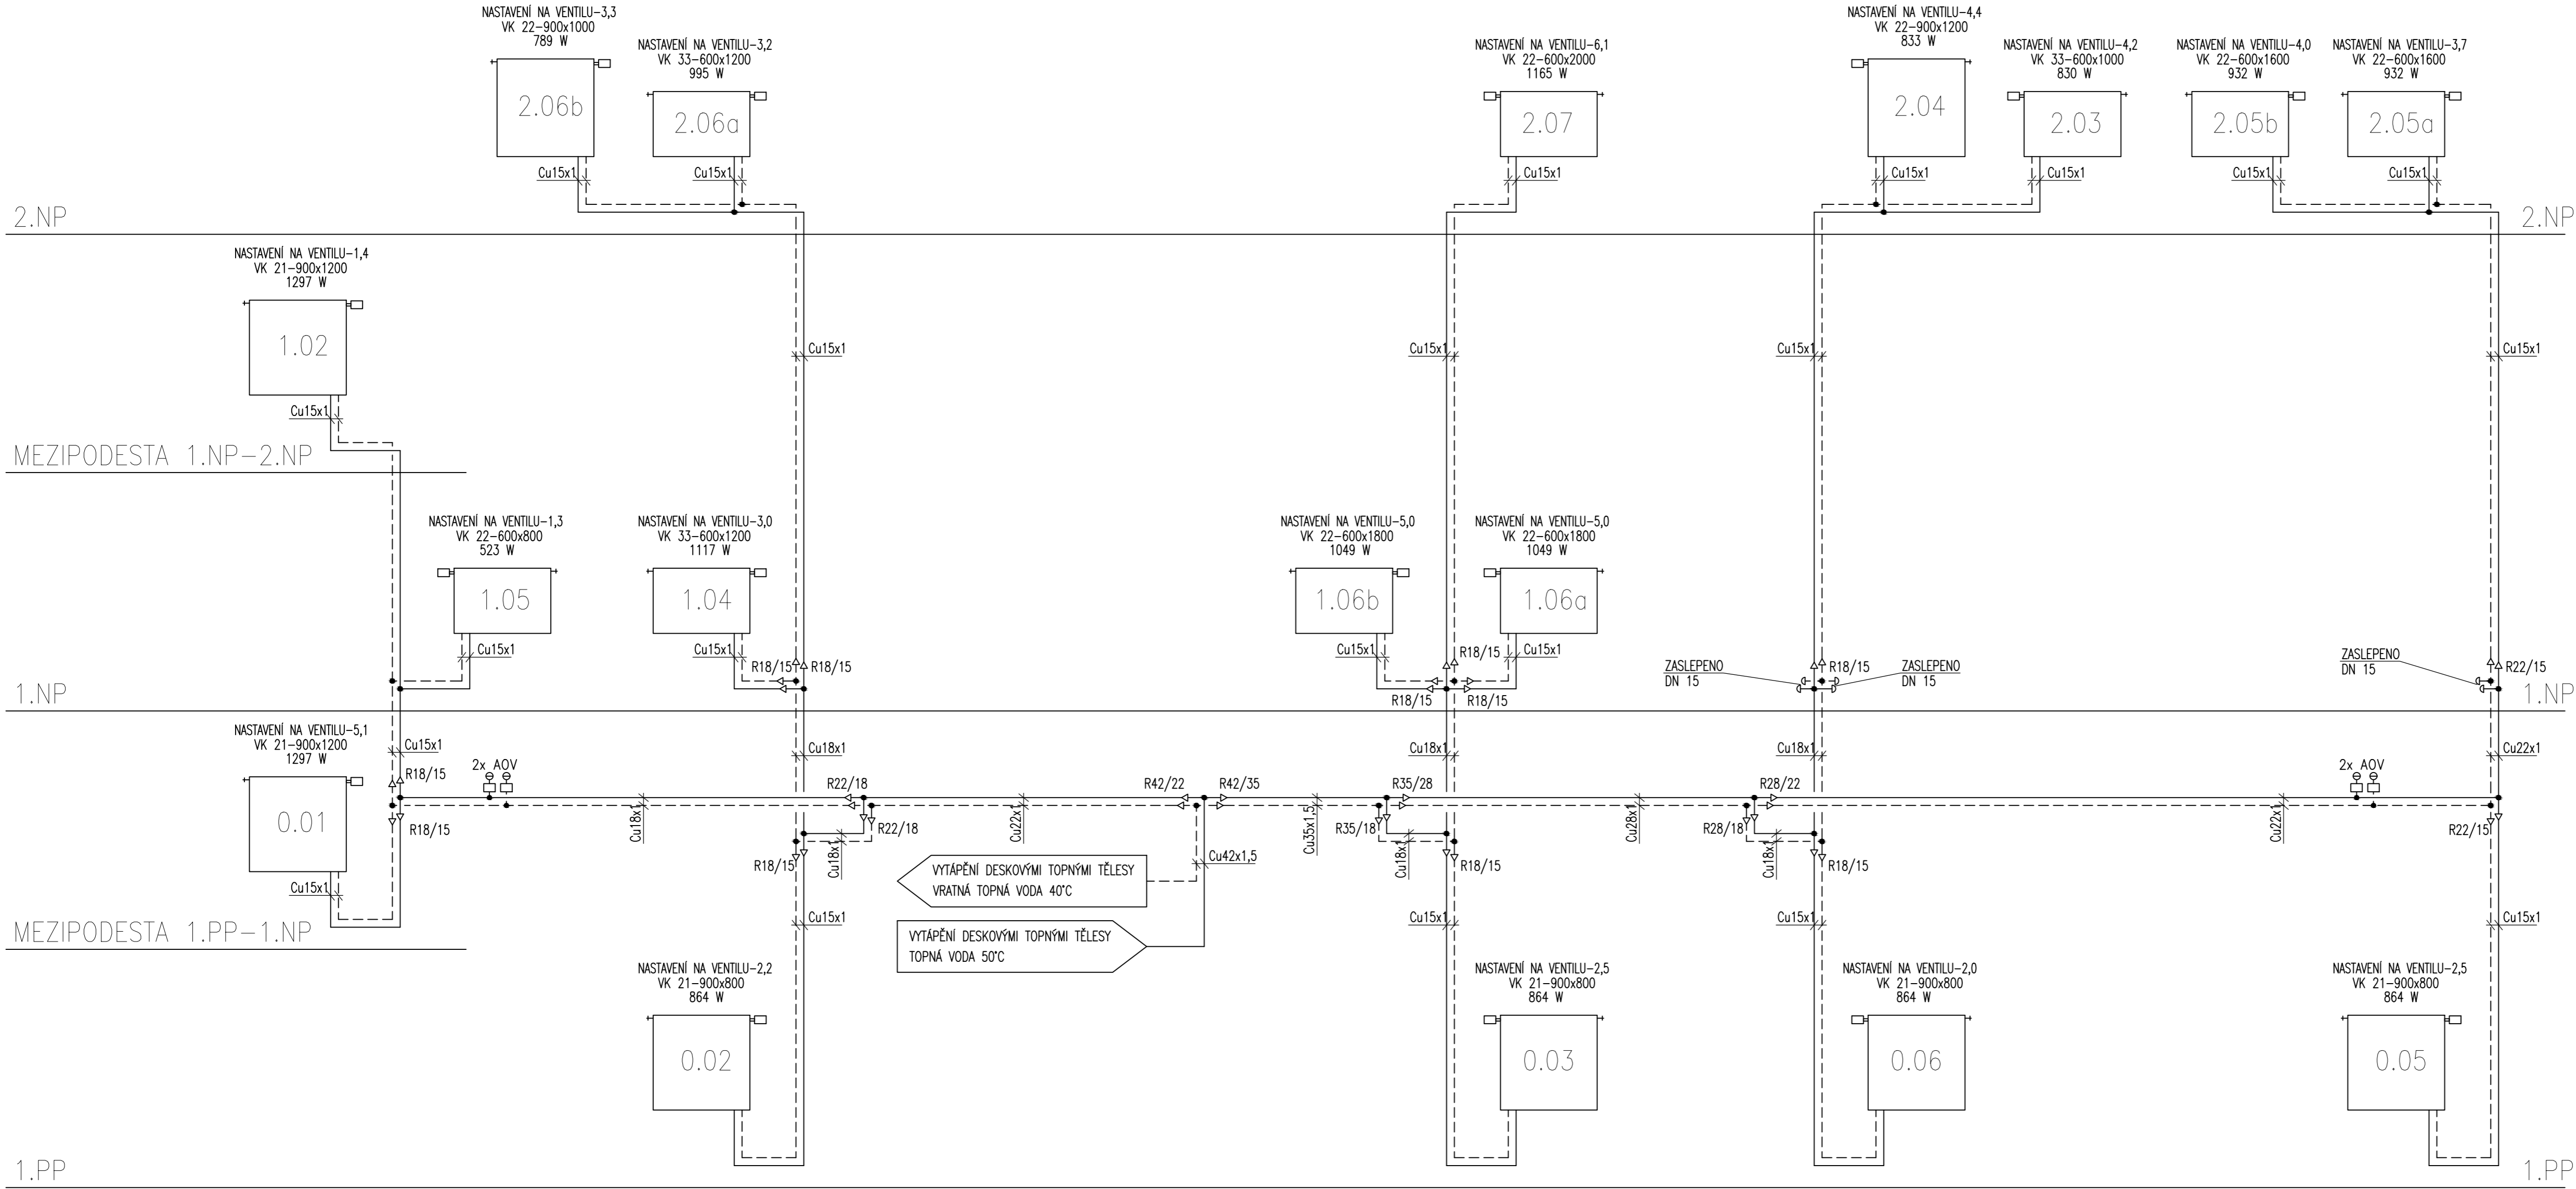 NASTAVENÍ NA VENTILU-3,3
VK 22-900x1000
789 W
2.06b
Cu15x1
NASTAVENÍ NA VENTILU-3,2
VK 33-600x1200
995 W
2.06a
Cu15x1
NASTAVENÍ NA VENTILU-6,1
VK 22-600x2000
1165 W
2.07
Cu15x1
NASTAVENÍ NA VENTILU-4,4
VK 22-900x1200
833 W
2.04
Cu15x1
NASTAVENÍ NA VENTILU-4,2
VK 33-600x1000
830 W
2.03
Cu15x1
NASTAVENÍ NA VENTILU-4,0
VK 22-600x1600
932 W
2.05b
Cu15x1
NASTAVENÍ NA VENTILU-3,7
VK 22-600x1600
932 W
2.05a
Cu15x1
2.NP
2.NP
NASTAVENÍ NA VENTILU-1,4
VK 21-900x1200
1297 W
1.02
Cu15x1
Cu15x1
Cu15x1
Cu15x1
Cu15x1
MEZIPODESTA 1.NP-2.NP
NASTAVENÍ NA VENTILU-1,3
VK 22-600x800
523 W
1.05
Cu15x1
NASTAVENÍ NA VENTILU-3,0
VK 33-600x1200
1117 W
1.04
Cu15x1
R18/15
R18/15
NASTAVENÍ NA VENTILU-5,0
VK 22-600x1800
1049 W
1.06b
Cu15x1
NASTAVENÍ NA VENTILU-5,0
VK 22-600x1800
1049 W
1.06a
R18/15
Cu15x1
R18/15
R18/15
ZASLEPENO
DN 15
R18/15
ZASLEPENO
DN 15
ZASLEPENO
DN 15
R22/15
1.NP
1.NP
NASTAVENÍ NA VENTILU-5,1
VK 21-900x1200
1297 W
0.01
Cu15x1
Cu15x1
R18/15
R18/15
2x AOV
Cu18x1
Cu18x1
R22/18
R22/18
Cu18x1
R18/15
Cu22x1
R42/22
R42/35
Cu42x1,5
Cu35x1,5
Cu18x1
R35/28
R35/18
Cu18x1
R18/15
Cu28x1
Cu18x1
R28/22
R28/18
Cu18x1
R18/15
Cu22x1
2x AOV
Cu22x1
R22/15
VYTÁPĚNÍ DESKOVÝMI TOPNÝMI TĚLESY
VRATNÁ TOPNÁ VODA 40°C
VYTÁPĚNÍ DESKOVÝMI TOPNÝMI TĚLESY
TOPNÁ VODA 50°C
Cu15x1
Cu15x1
Cu15x1
Cu15x1
MEZIPODESTA 1.PP-1.NP
NASTAVENÍ NA VENTILU-2,2
VK 21-900x800
864 W
0.02
NASTAVENÍ NA VENTILU-2,5
VK 21-900x800
864 W
0.03
NASTAVENÍ NA VENTILU-2,0
VK 21-900x800
864 W
0.06
NASTAVENÍ NA VENTILU-2,5
VK 21-900x800
864 W
0.05
1.PP
1.PP